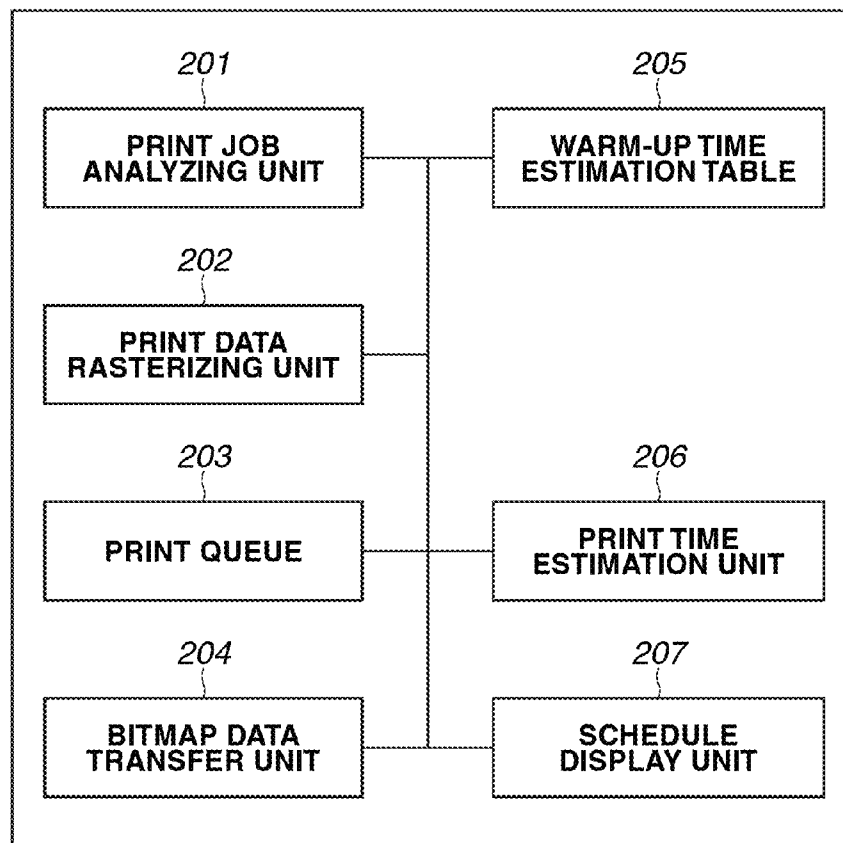 201
PRINT JOB
ANALYZING UNIT
205
WARM-UP TIME
ESTIMATION TABLE
202
PRINT DATA
RASTERIZING UNIT
203
PRINT QUEUE
206
PRINT TIME
ESTIMATION UNIT
204
BITMAP DATA
TRANSFER UNIT
207
SCHEDULE
DISPLAY UNIT